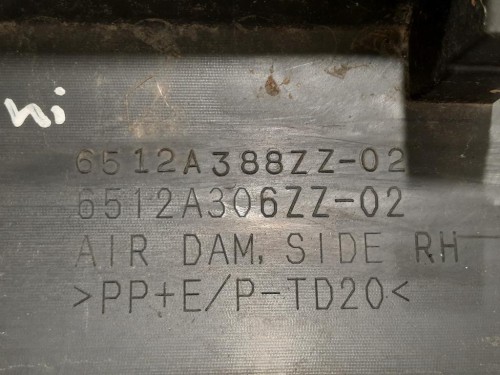 ni
6512A388ZZ-02
6512A306ZZ-02
AIR DAM, SIDE RH
>PP+E/P-TD20<